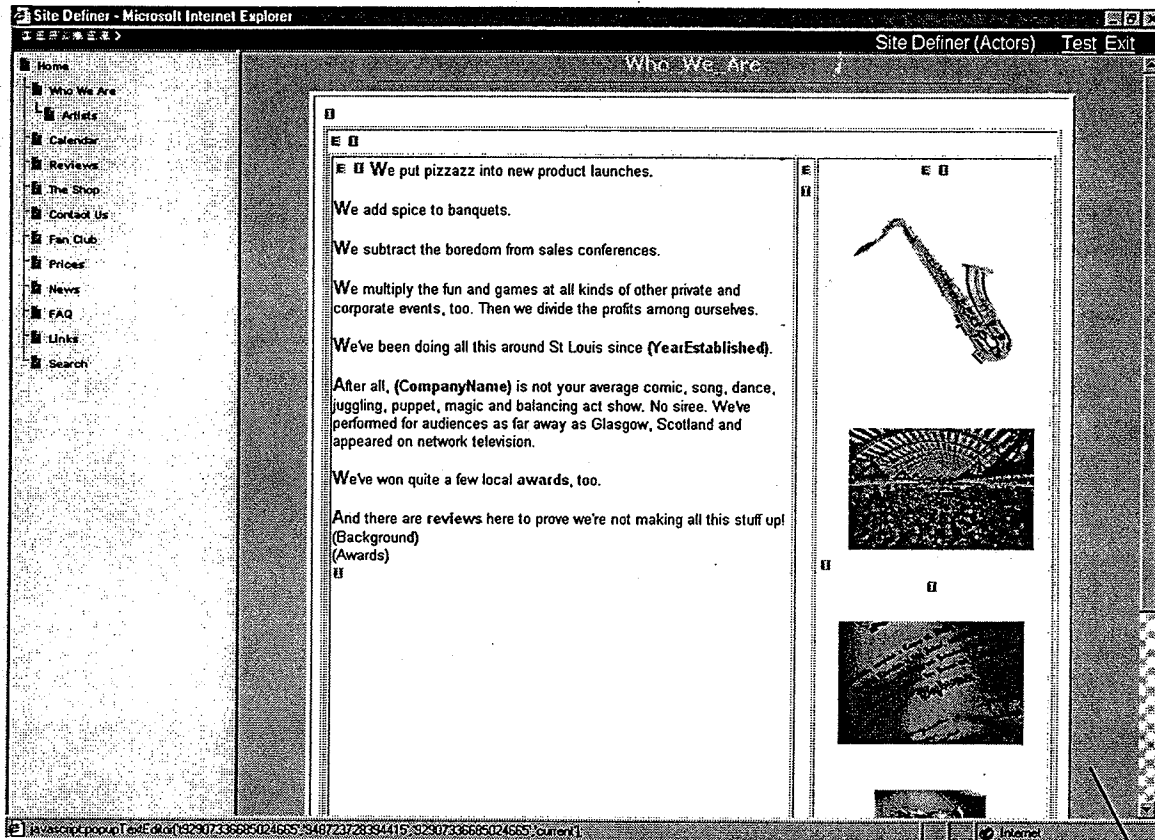 Site Definer - Microsoft Internet Explorer
Site Definer (Actors) Test Exit
Home
Who We Are
Artists
Calendar
Reviews
The Shop
Contact Us
Fan Club
Prices
News
FAQ
Links
Search
Who We Are
I
E I
E I We put pizzazz into new product launches.
We add spice to banquets.
We subtract the boredom from sales conferences.
We multiply the fun and games at all kinds of other private and
corporate events, too. Then we divide the profits among ourselves.
We've been doing all this around St Louis since {YearEstablished}.
After all, {CompanyName} is not your average comic, song, dance,
juggling, puppet, magic and balancing act show. No siree. We've
performed for audiences as far away as Glasgow, Scotland and
appeared on network television.
We've won quite a few local awards, too.
And there are reviews here to prove we're not making all this stuff up!
(Background)
(Awards)
I
E
I
E I
I
I
Internet